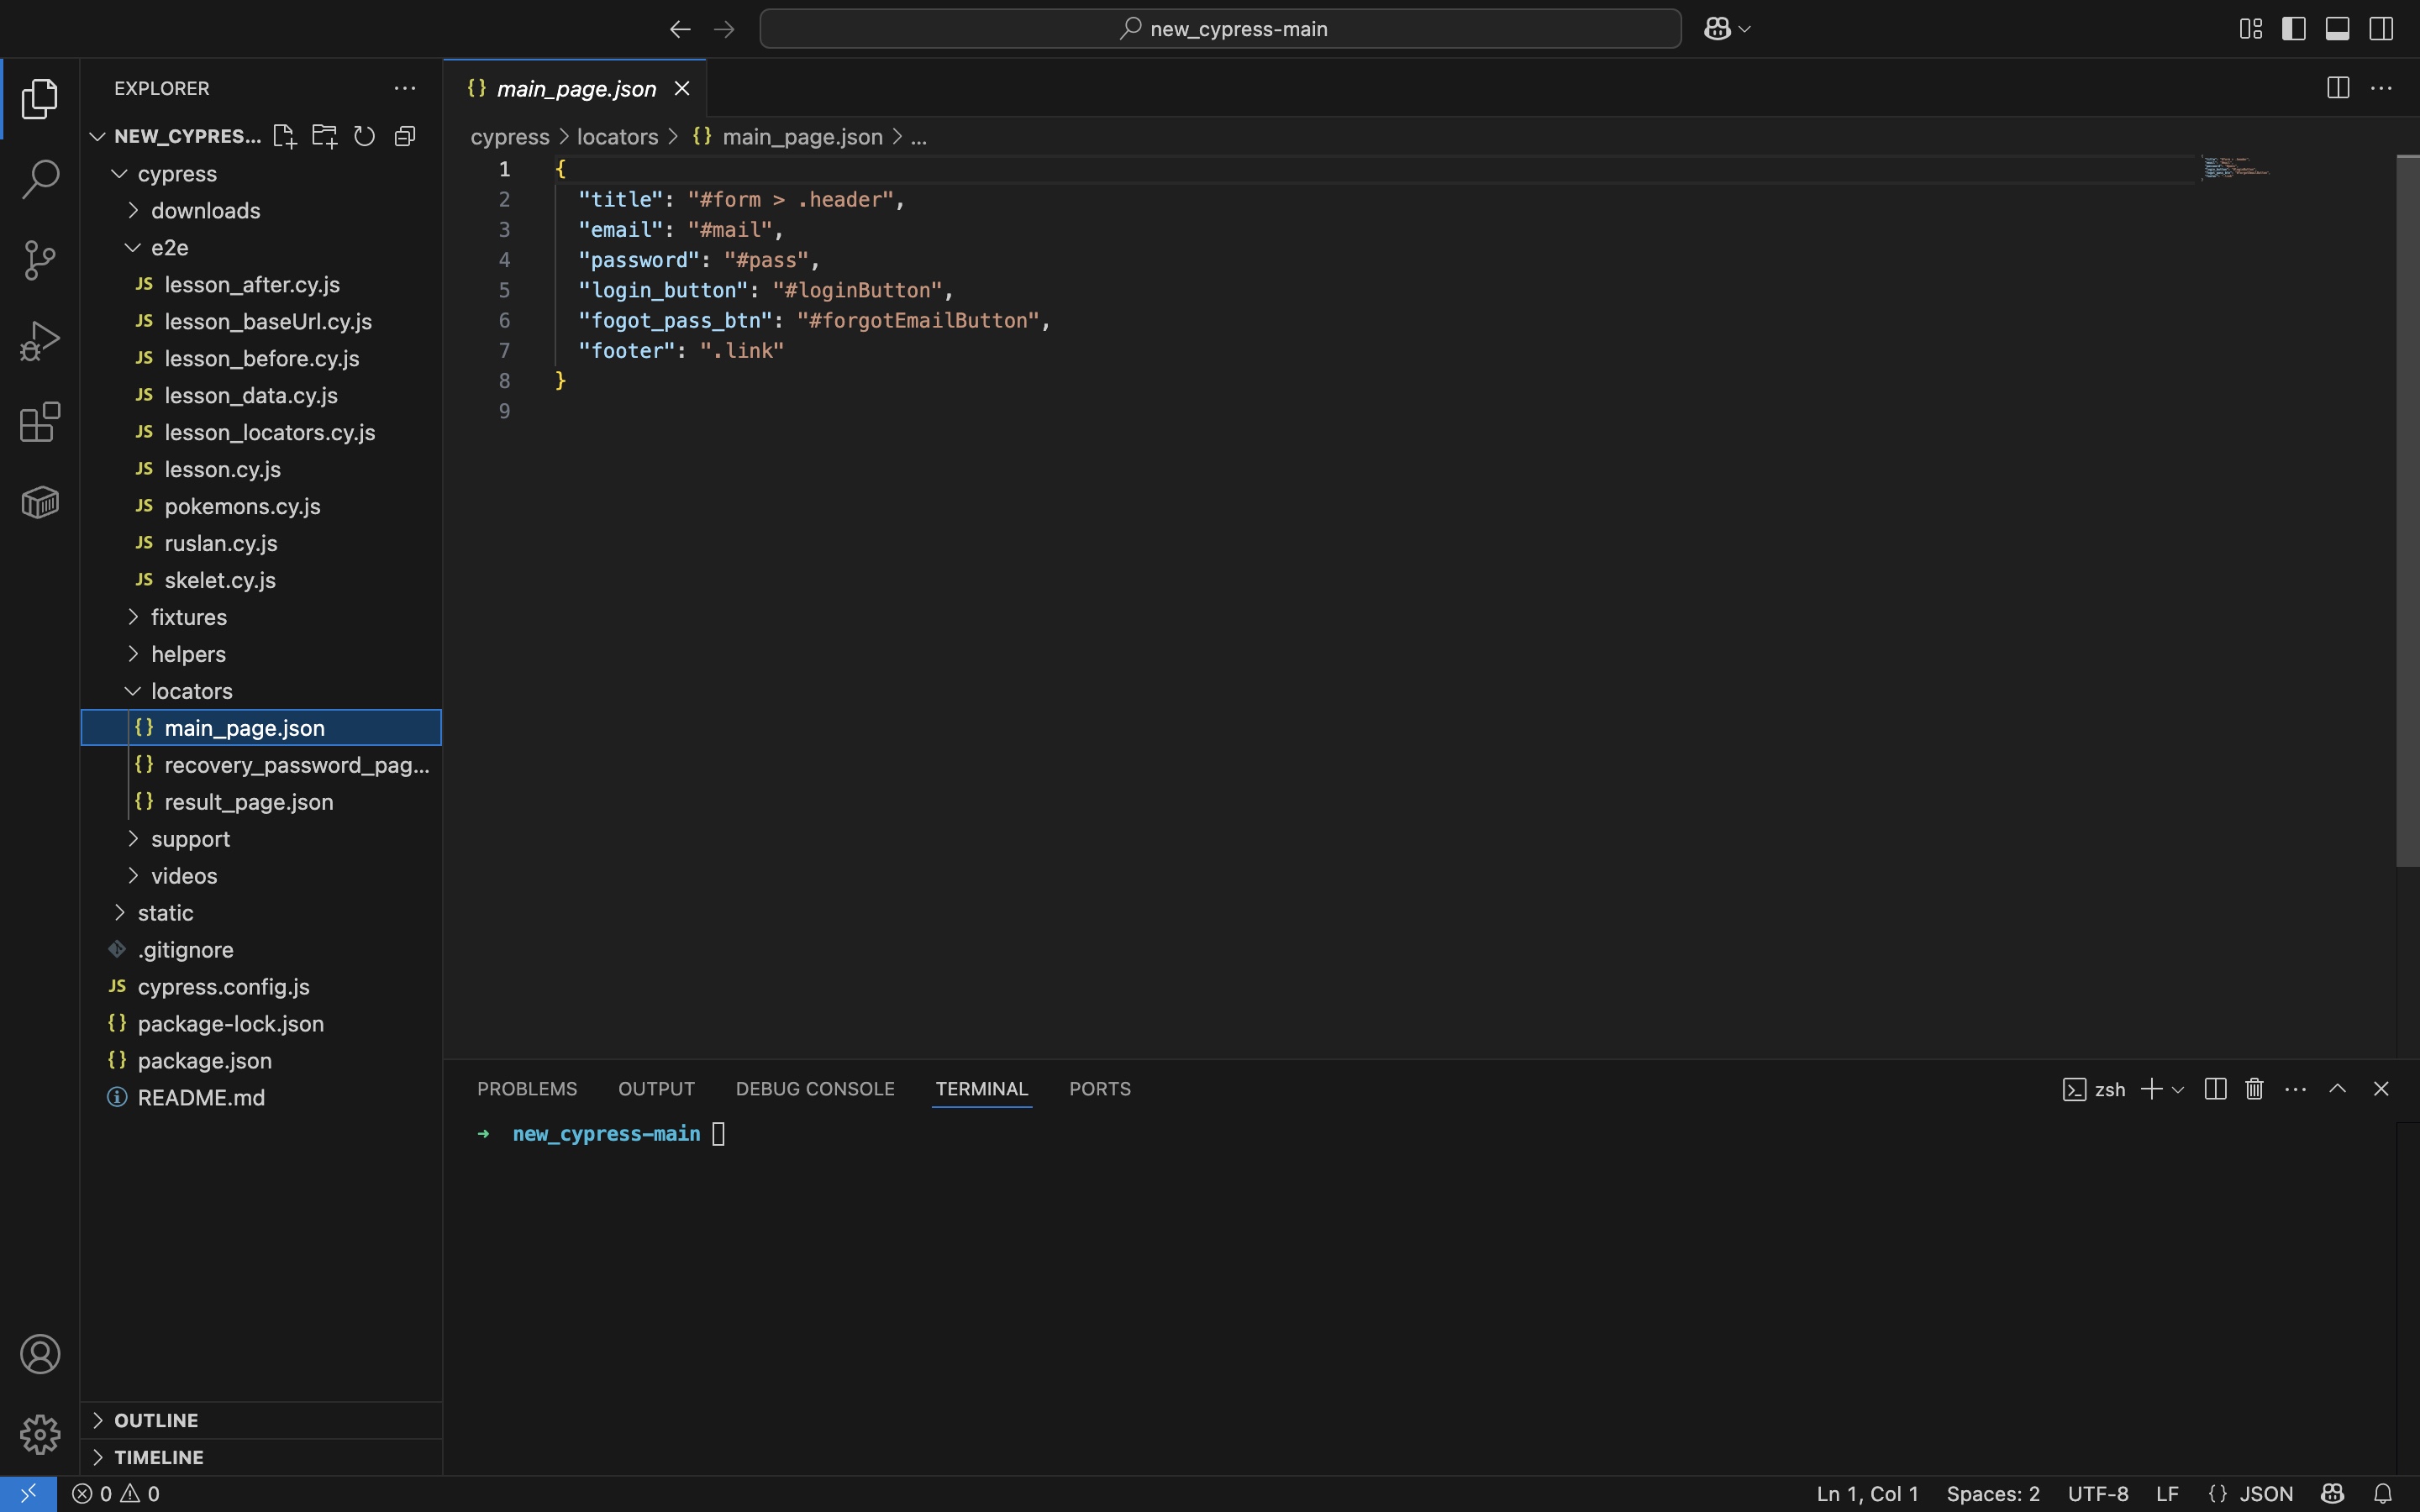 new_cypress-main
EXPLORER
NEW_CYPRES...
cypress
downloads
e2e
JS lesson_after.cy.js
JS lesson_baseUrl.cy.js
JS lesson_before.cy.js
JS lesson_data.cy.js
JS lesson_locators.cy.js
JS lesson.cy.js
JS pokemons.cy.js
JS ruslan.cy.js
JS skelet.cy.js
fixtures
helpers
locators
{} main_page.json
{} recovery_password_pag...
{} result_page.json
support
videos
static
.gitignore
JS cypress.config.js
{} package-lock.json
{} package.json
README.md
OUTLINE
TIMELINE
{} main_page.json
cypress > locators > {} main_page.json > ...
1 {
2 "title": "#form > .header",
3 "email": "#mail",
4 "password": "#pass",
5 "login_button": "#loginButton",
6 "fogot_pass_btn": "#forgotEmailButton",
7 "footer": ".link"
8 }
9
PROBLEMS OUTPUT DEBUG CONSOLE TERMINAL PORTS
zsh
→ new_cypress-main
0 0
Ln 1, Col 1 Spaces: 2 UTF-8 LF {} JSON